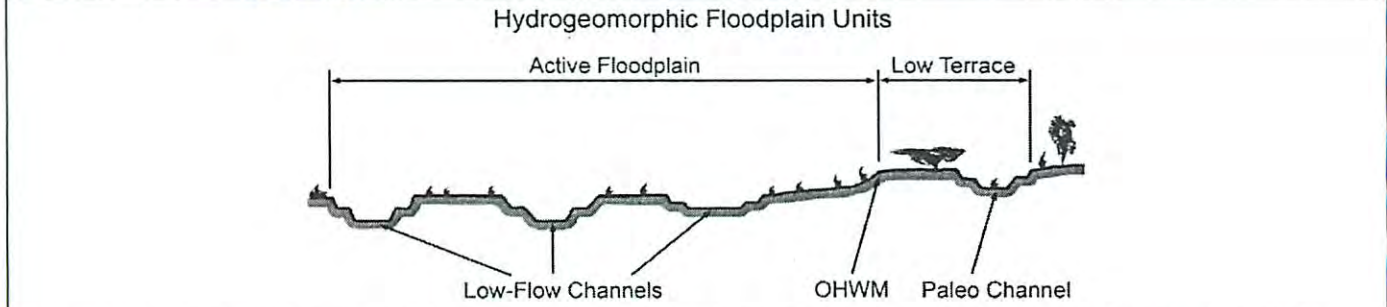 Hydrogeomorphic Floodplain Units
Active Floodplain
Low Terrace
Low-Flow Channels
OHWM
Paleo Channel